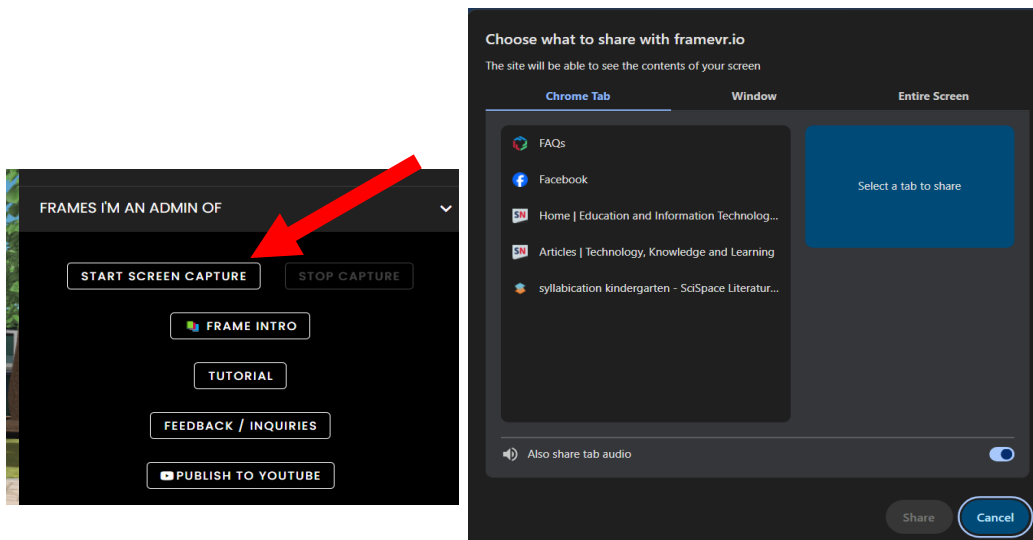 FRAMES I'M AN ADMIN OF
START SCREEN CAPTURE
STOP CAPTURE
FRAME INTRO
TUTORIAL
FEEDBACK / INQUIRIES
PUBLISH TO YOUTUBE
Choose what to share with framevr.io
The site will be able to see the contents of your screen
Chrome Tab Window Entire Screen
FAQs
Facebook
SN Home | Education and Information Technolog...
SN Articles | Technology, Knowledge and Learning
syllabication kindergarten - SciSpace Literatur...
Select a tab to share
Also share tab audio
Share Cancel